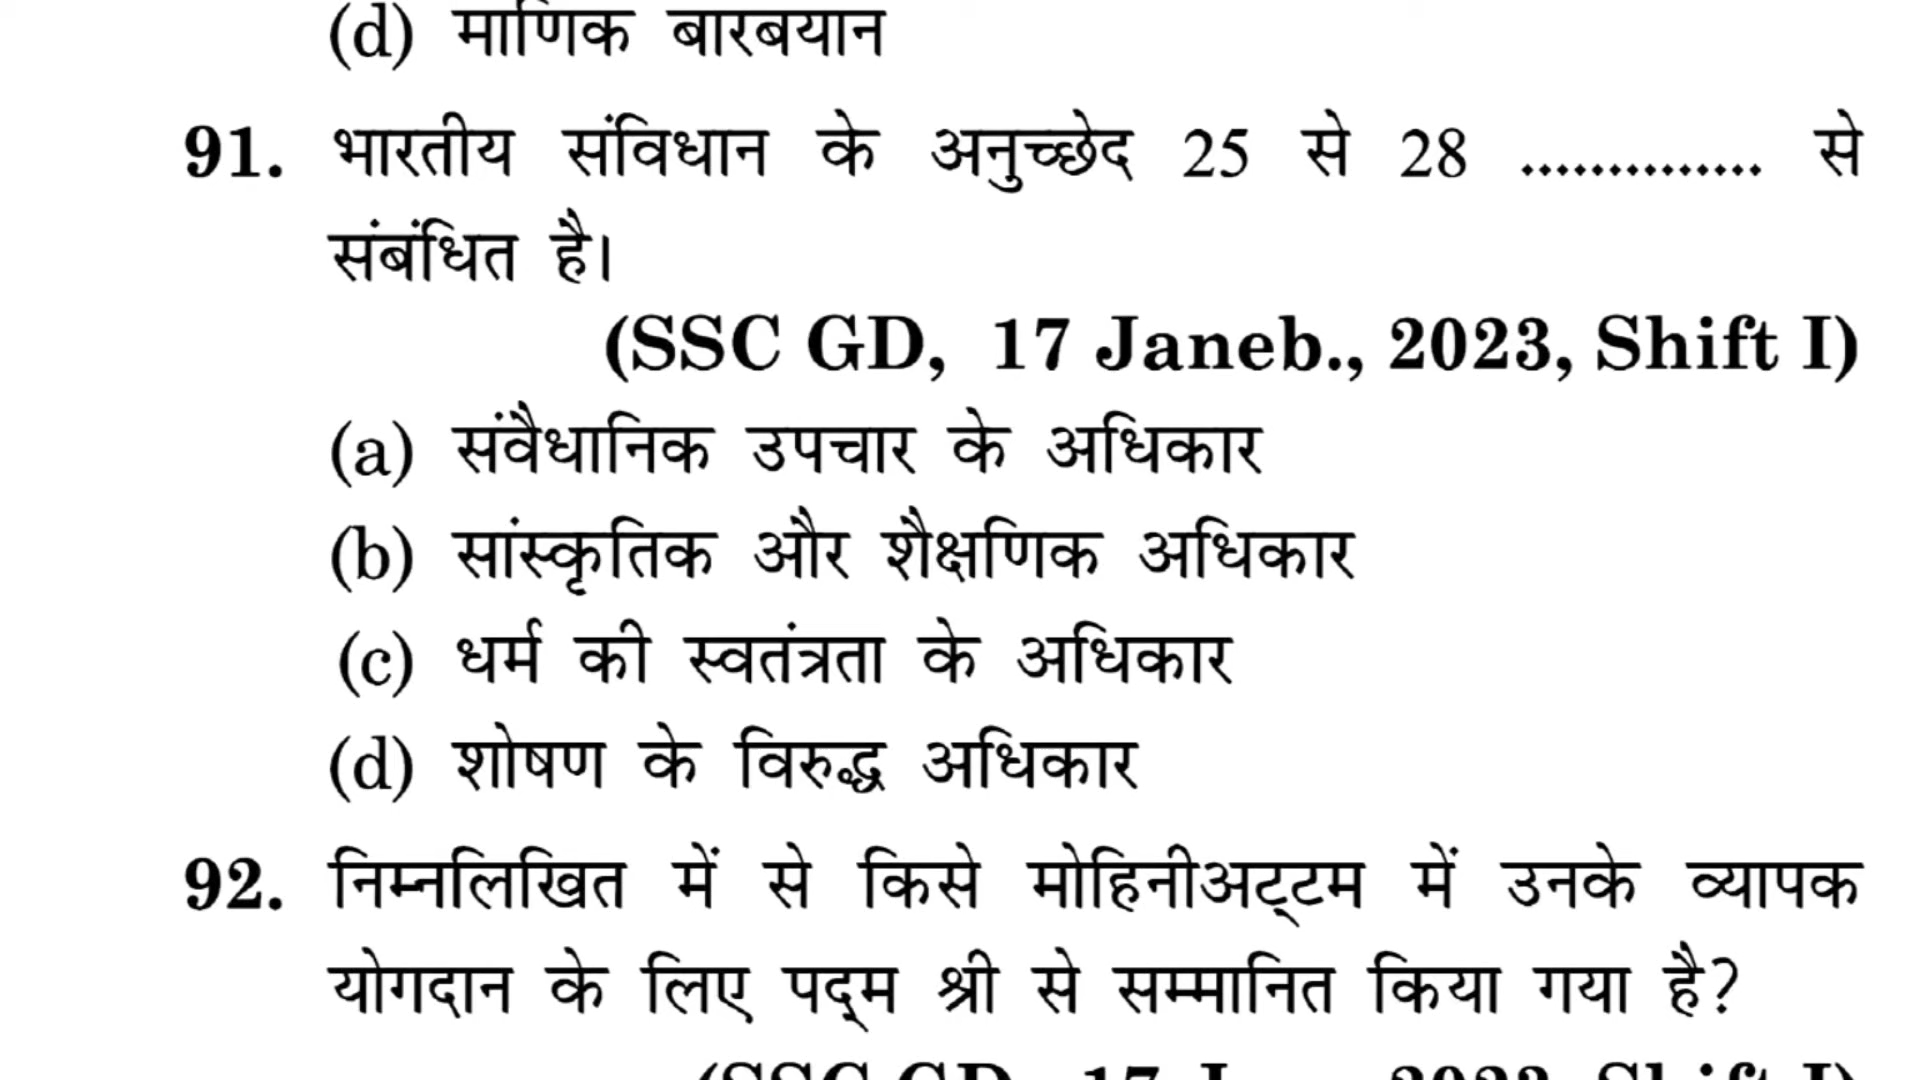 (d) माणिक बारबयान
91. भारतीय संविधान के अनुच्छेद 25 से 28 .............. से
संबंधित है।
(SSC GD, 17 Janeb., 2023, Shift I)
(a) संवैधानिक उपचार के अधिकार
(b) सांस्कृतिक और शैक्षणिक अधिकार
(c) धर्म की स्वतंत्रता के अधिकार
(d) शोषण के विरुद्ध अधिकार
92. निम्नलिखित में से किसे मोहिनीअट्टम में उनके व्यापक
योगदान के लिए पद्म श्री से सम्मानित किया गया है?